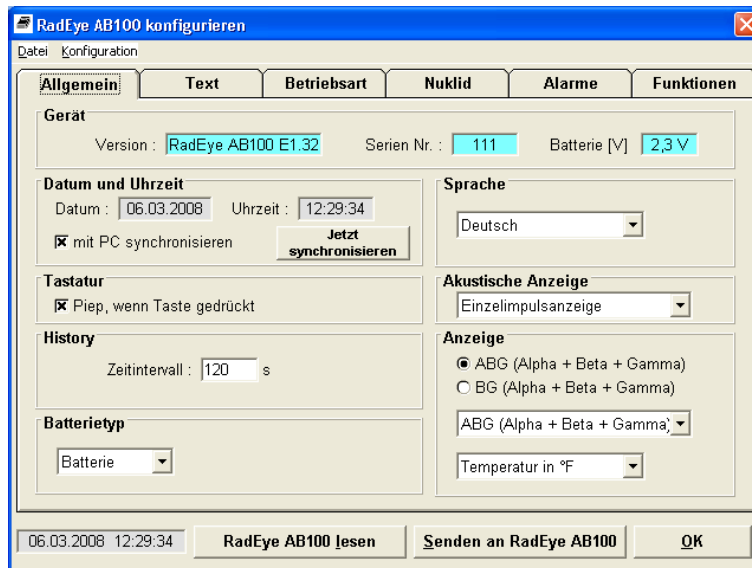 RadEye AB100 konfigurieren
Datei Konfiguration
Allgemein Text Betriebsart Nuklid Alarme Funktionen
Gerät
Version : RadEye AB100 E1.32 Serien Nr. : 111 Batterie [V] 2,3 V
Datum und Uhrzeit
Datum : 06.03.2008 Uhrzeit : 12:29:34
mit PC synchronisieren
Jetzt
synchronisieren
Sprache
Deutsch
Tastatur
Piep, wenn Taste gedrückt
Akustische Anzeige
Einzelimpulsanzeige
History
Zeitintervall : 120 s
Anzeige
ABG (Alpha + Beta + Gamma)
BG (Alpha + Beta + Gamma)
ABG (Alpha + Beta + Gamma)
Temperatur in °F
Batterietyp
Batterie
06.03.2008 12:29:34 RadEye AB100 lesen Senden an RadEye AB100 OK